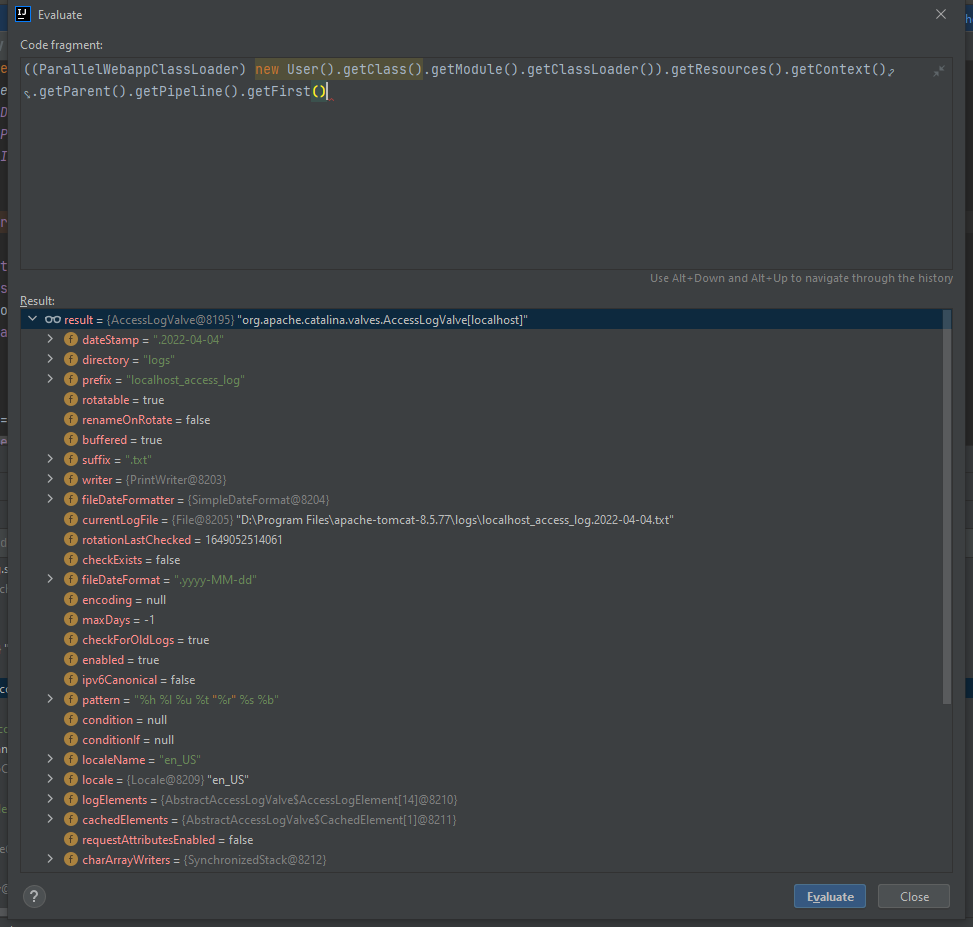 Evaluate
Code fragment:
((ParallelWebappClassLoader) new User().getClass().getModule().getClassLoader()).getResources().getContext()
.getParent().getPipeline().getFirst()
Use Alt+Down and Alt+Up to navigate through the history
Result:
result = {AccessLogValve@8195} "org.apache.catalina.valves.AccessLogValve[localhost]"
dateStamp = ".2022-04-04"
directory = "logs"
prefix = "localhost_access_log"
rotatable = true
renameOnRotate = false
buffered = true
suffix = ".txt"
writer = {PrintWriter@8203}
fileDateFormatter = {SimpleDateFormat@8204}
currentLogFile = {File@8205} "D:\Program Files\apache-tomcat-8.5.77\logs\localhost_access_log.2022-04-04.txt"
rotationLastChecked = 1649052514061
checkExists = false
fileDateFormat = ".yyyy-MM-dd"
encoding = null
maxDays = -1
checkForOldLogs = true
enabled = true
ipv6Canonical = false
pattern = "%h %l %u %t "%r" %s %b"
condition = null
conditionIf = null
localeName = "en_US"
locale = {Locale@8209} "en_US"
logElements = {AbstractAccessLogValve$AccessLogElement[14]@8210}
cachedElements = {AbstractAccessLogValve$CachedElement[1]@8211}
requestAttributesEnabled = false
charArrayWriters = {SynchronizedStack@8212}
? Evaluate Close